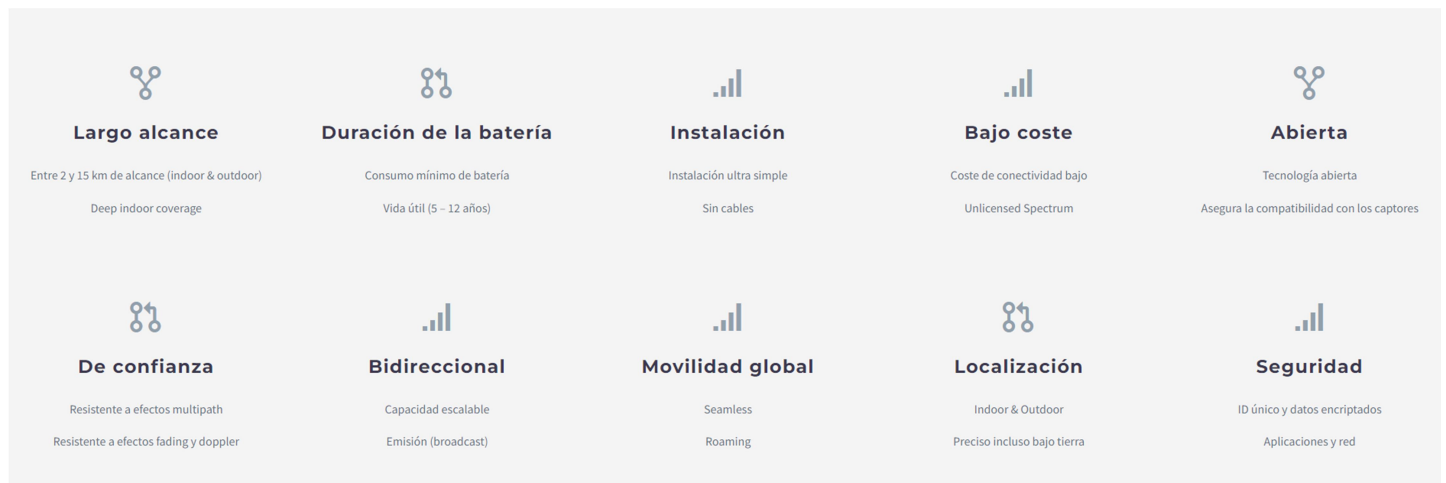 Largo alcance
Entre 2 y 15 km de alcance (indoor & outdoor)
Deep indoor coverage
Duración de la batería
Consumo mínimo de batería
Vida útil (5 – 12 años)
Instalación
Instalación ultra simple
Sin cables
Bajo coste
Coste de conectividad bajo
Unlicensed Spectrum
Abierta
Tecnología abierta
Asegura la compatibilidad con los captores
De confianza
Resistente a efectos multipath
Resistente a efectos fading y doppler
Bidireccional
Capacidad escalable
Emisión (broadcast)
Movilidad global
Seamless
Roaming
Localización
Indoor & Outdoor
Preciso incluso bajo tierra
Seguridad
ID único y datos encriptados
Aplicaciones y red